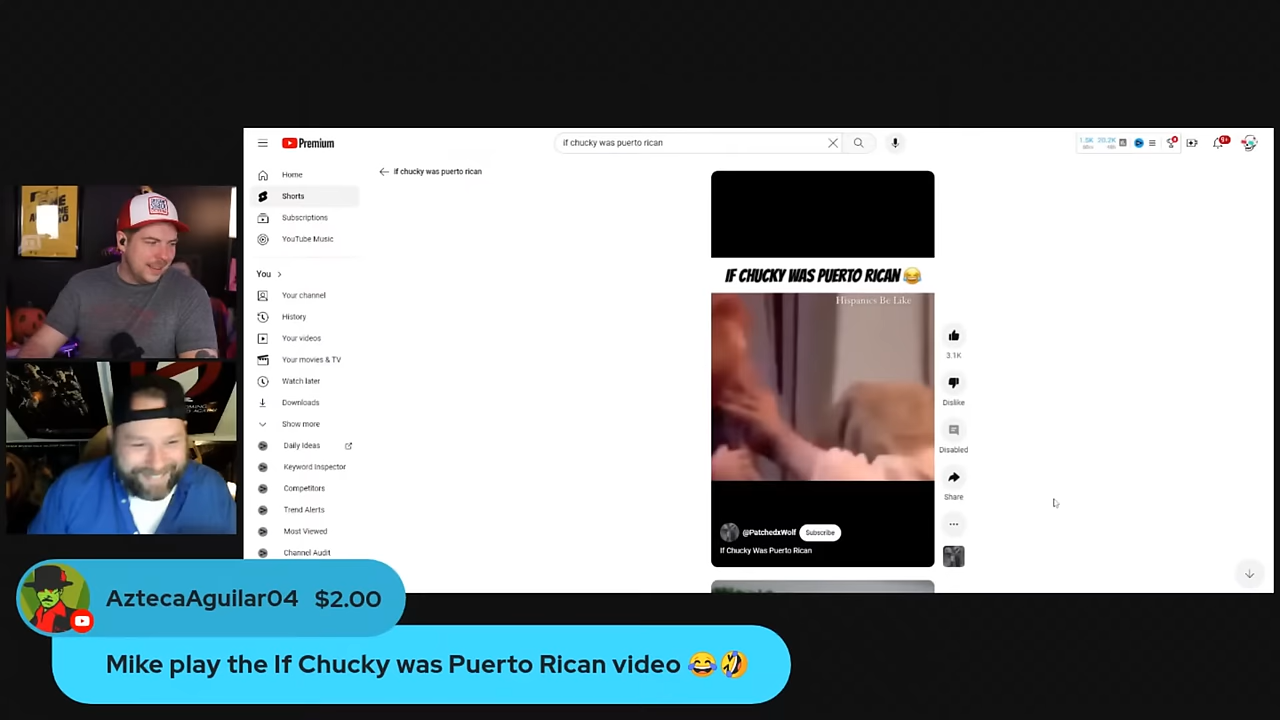 Premium
if chucky was puerto rican
9+
Home
Shorts
Subscriptions
YouTube Music
You
Your channel
History
Your videos
Your movies & TV
Watch later
Downloads
Show more
Daily Ideas
Keyword Inspector
Competitors
Trend Alerts
Most Viewed
Channel Audit
if chucky was puerto rican
IF CHUCKY WAS PUERTO RICAN 😂
Hispanics Be Like
3.1K
Dislike
Disabled
Share
@PatchedxWolf
Subscribe
If Chucky Was Puerto Rican
AztecaAguilar04 $2.00
Mike play the If Chucky was Puerto Rican video 😂🤣